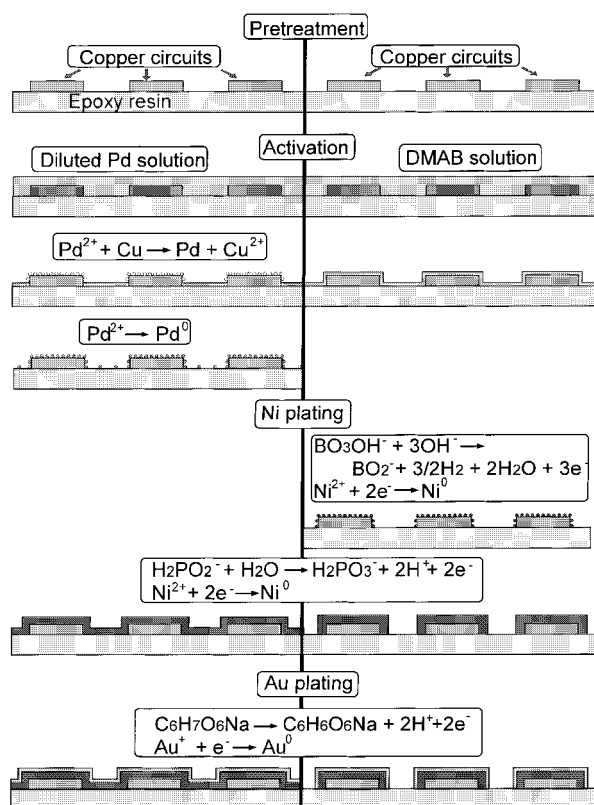 Pretreatment
Copper circuits
Copper circuits
Epoxy resin
Activation
Diluted Pd solution
DMAB solution
Pd²⁺ + Cu → Pd + Cu²⁺
Pd²⁺ → Pd⁰
Ni plating
BO3OH⁻ + 3OH⁻ →
BO2⁻ + 3/2H2 + 2H2O + 3e⁻
Ni²⁺ + 2e⁻ → Ni⁰
H2PO2⁻ + H2O → H2PO3⁻ + 2H⁺ + 2e⁻
Ni²⁺ + 2e⁻ → Ni⁰
Au plating
C6H7O6Na → C6H6O6Na + 2H⁺ + 2e⁻
Au⁺ + e⁻ → Au⁰